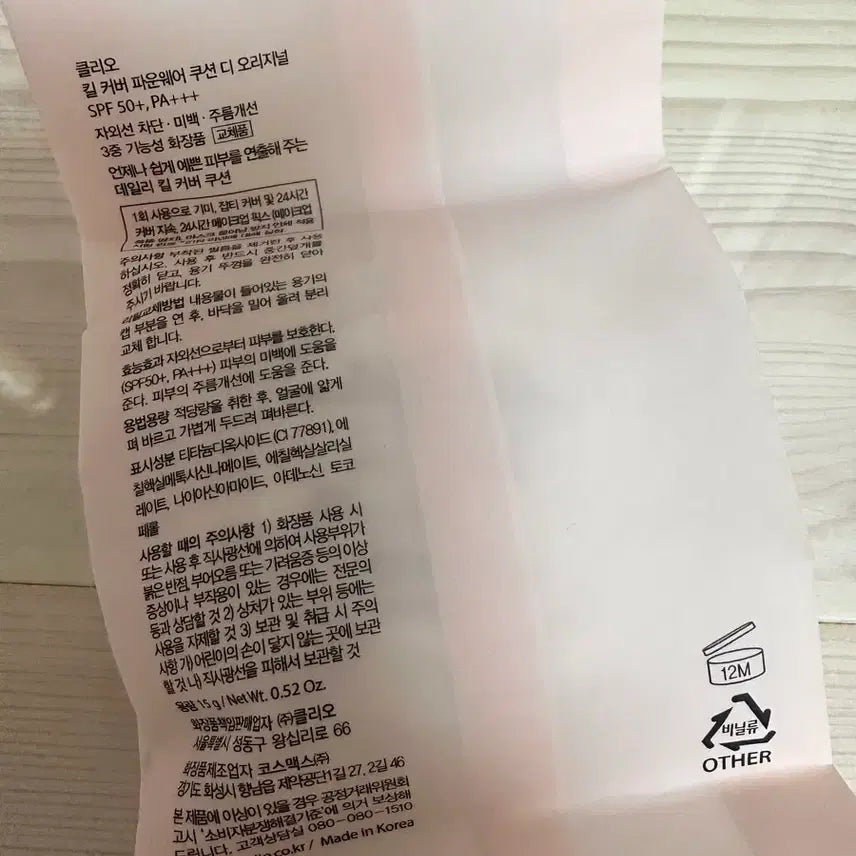 클리오
킬 커버 파운웨어 쿠션 디 오리지널
SPF 50+, PA+++
자외선 차단 · 미백 · 주름개선
3중 기능성 화장품 교체품
언제나 쉽게 예쁜 피부를 연출해 주는
데일리 킬 커버 쿠션
1회 사용으로 기미, 잡티 커버 및 24시간
커버 지속, 24시간 메이크업 픽스 (메이크업
주의사항 부착된 필름을 제거한 후 사용
하십시오. 사용 후 반드시 중간덮개를
정확히 닫고, 용기 뚜껑을 완전히 닫아
주시기 바랍니다.
리필교체방법 내용물이 들어있는 용기의
캡 부분을 연 후, 바닥을 밀어 올려 분리
교체 합니다.
효능효과 자외선으로부터 피부를 보호한다.
(SPF50+, PA+++) 피부의 미백에 도움을
준다. 피부의 주름개선에 도움을 준다.
용법용량 적당량을 취한 후, 얼굴에 얇게
펴 바르고 가볍게 두드려 펴바른다.
표시성분 티타늄디옥사이드 (CI 77891), 에
칠헥실메톡시신나메이트, 에칠헥실살리실
레이트, 나이아신아마이드, 아데노신, 토코
페롤
사용할 때의 주의사항 1) 화장품 사용 시
또는 사용 후 직사광선에 의하여 사용부위가
붉은 반점 부어오름 또는 가려움증 등의 이상
증상이나 부작용이 있는 경우에는 전문의
등과 상담할 것 2) 상처가 있는 부위 등에는
사용을 자제할 것 3) 보관 및 취급 시 주의
사항 가) 어린이의 손이 닿지 않는 곳에 보관
할 것 나) 직사광선을 피해서 보관할 것
용량 15 g / Net Wt. 0.52 Oz.
화장품책임판매업자 (주)클리오
서울특별시 성동구 왕십리로 66
화장품제조업자 코스맥스(주)
경기도 화성시 향남읍 제약공단1길 27, 2길 46
본 제품에 이상이 있을 경우 공정거래위원회
고시 '소비자분쟁해결기준'에 의거 보상해
드립니다. 고객상담실 080-080-1510
o.co.kr / Made in Korea
12M
비닐류
OTHER